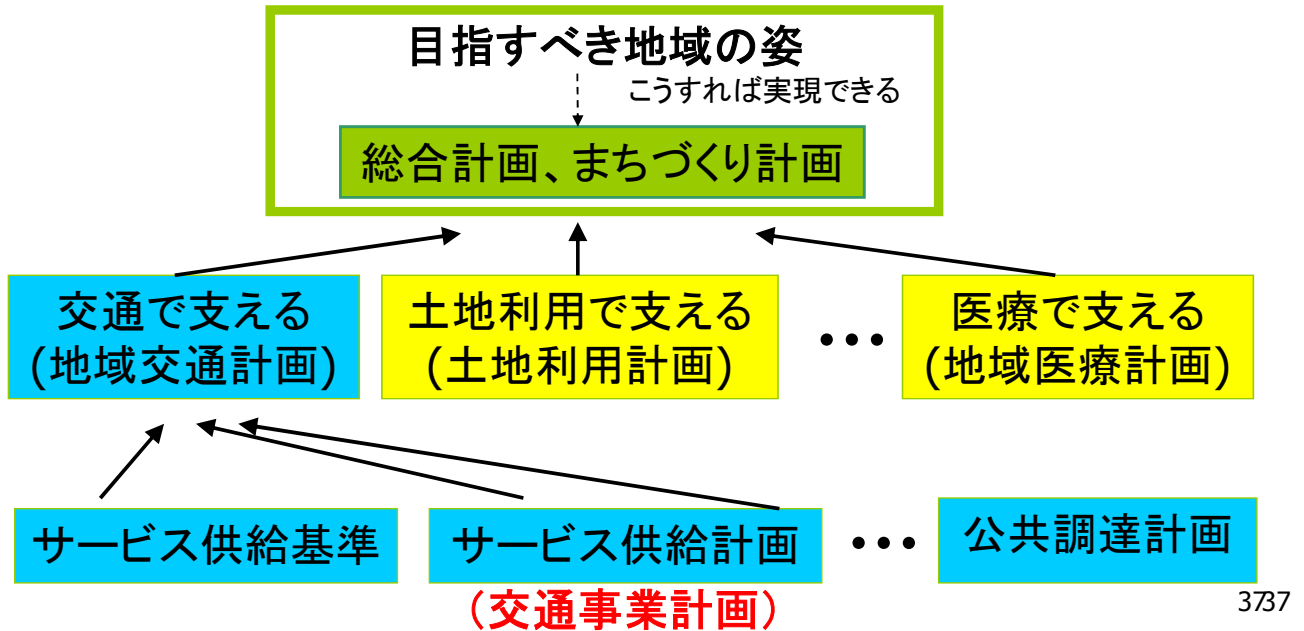 目指すべき地域の姿
こうすれば実現できる
総合計画、まちづくり計画
交通で支える
(地域交通計画)
土地利用で支える
(土地利用計画)
•••
医療で支える
(地域医療計画)
サービス供給基準
サービス供給計画
•••
公共調達計画
(交通事業計画)
3737